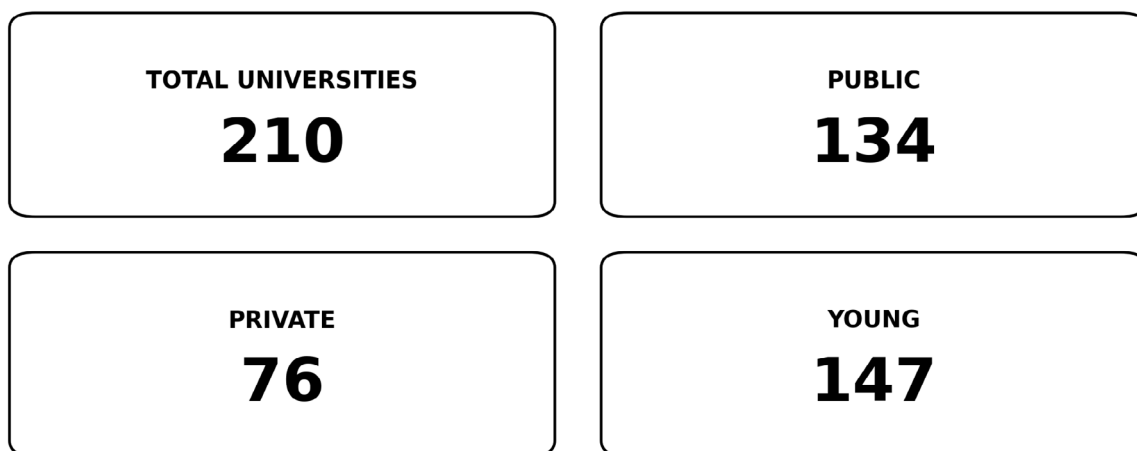 TOTAL UNIVERSITIES
210
PUBLIC
134
PRIVATE
76
YOUNG
147